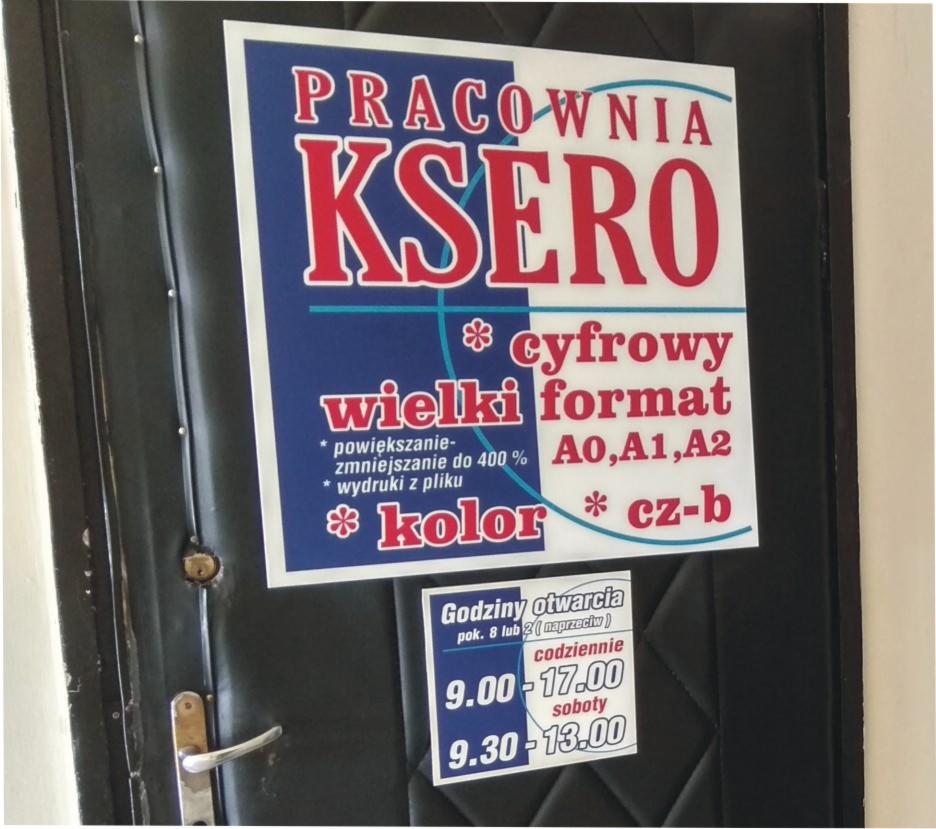 PRACOWNIA
KSERO
* cyfrowy
wielki format
A0,A1,A2
* powiększanie-
zmniejszanie do 400 %
* wydruki z pliku
* kolor
* cz-b
Godziny otwarcia
pok. 8 lub 2 ( naprzeciw )
codziennie
9.00 - 17.00
soboty
9.30 - 13.00